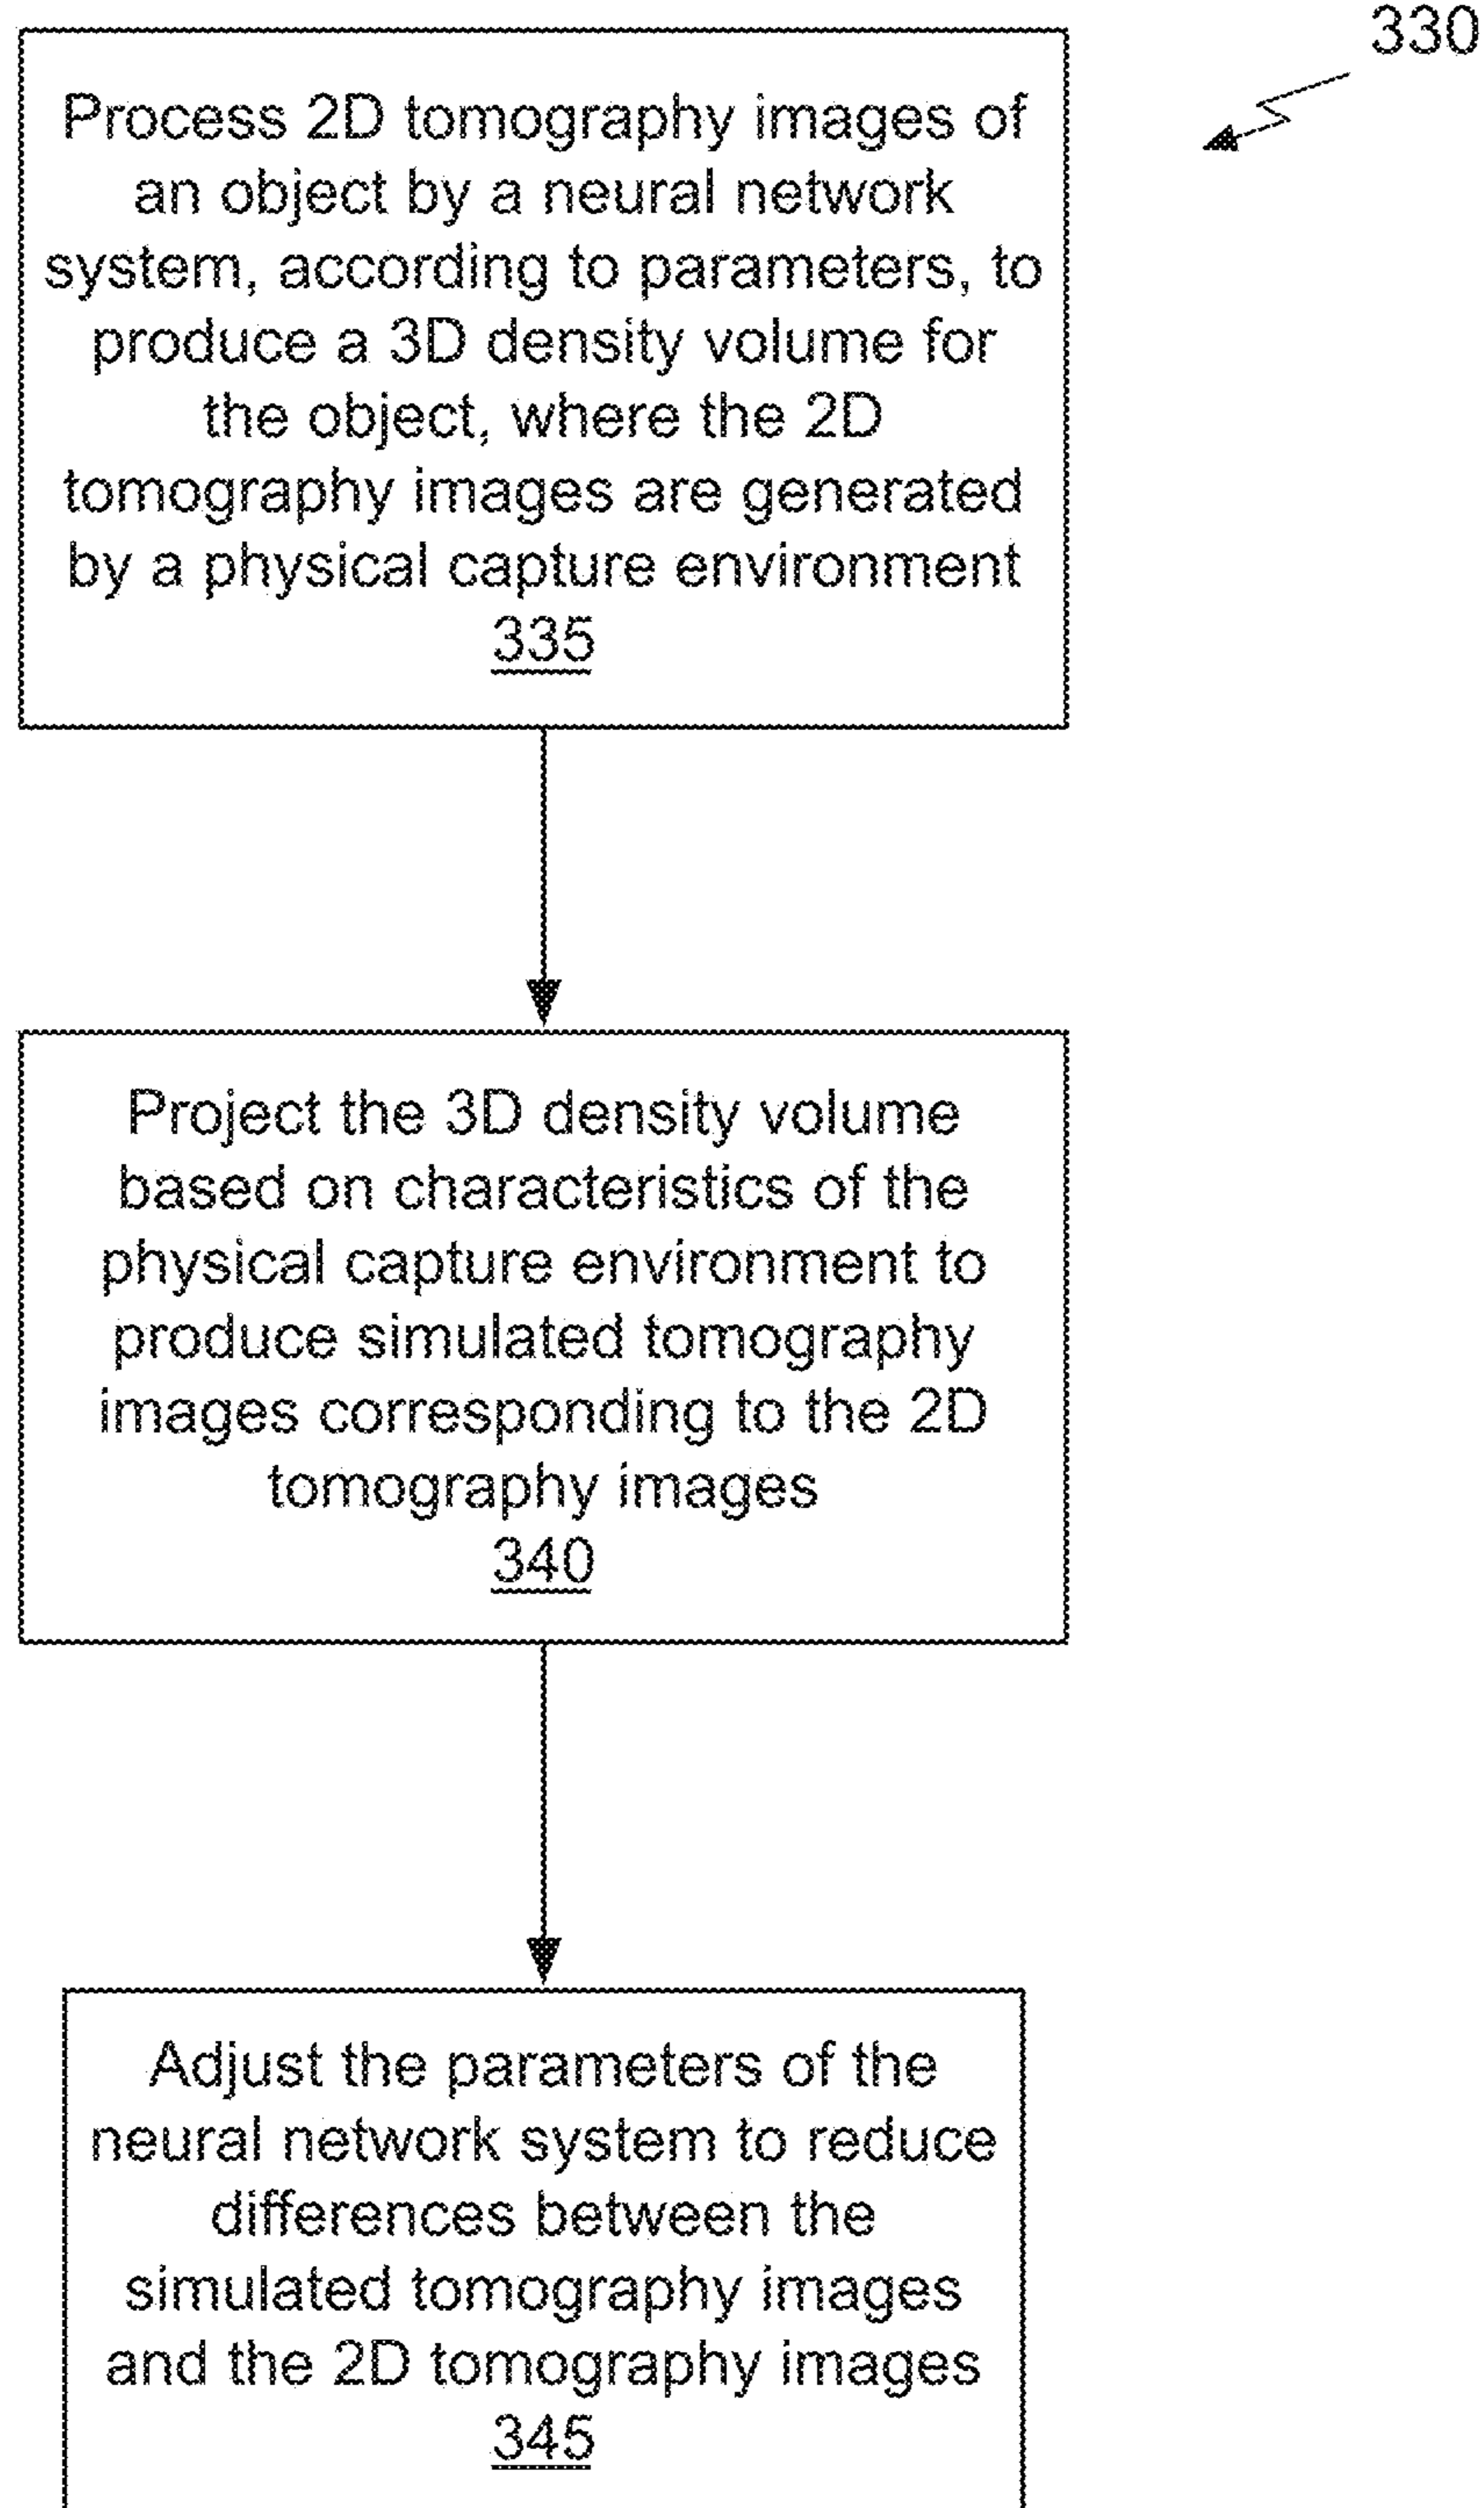 330
Process 2D tomography images of
an object by a neural network
system, according to parameters, to
produce a 3D density volume for
the object, where the 2D
tomography images are generated
by a physical capture environment
335
Project the 3D density volume
based on characteristics of the
physical capture environment to
produce simulated tomography
images corresponding to the 2D
tomography images
340
Adjust the parameters of the
neural network system to reduce
differences between the
simulated tomography images
and the 2D tomography images
345